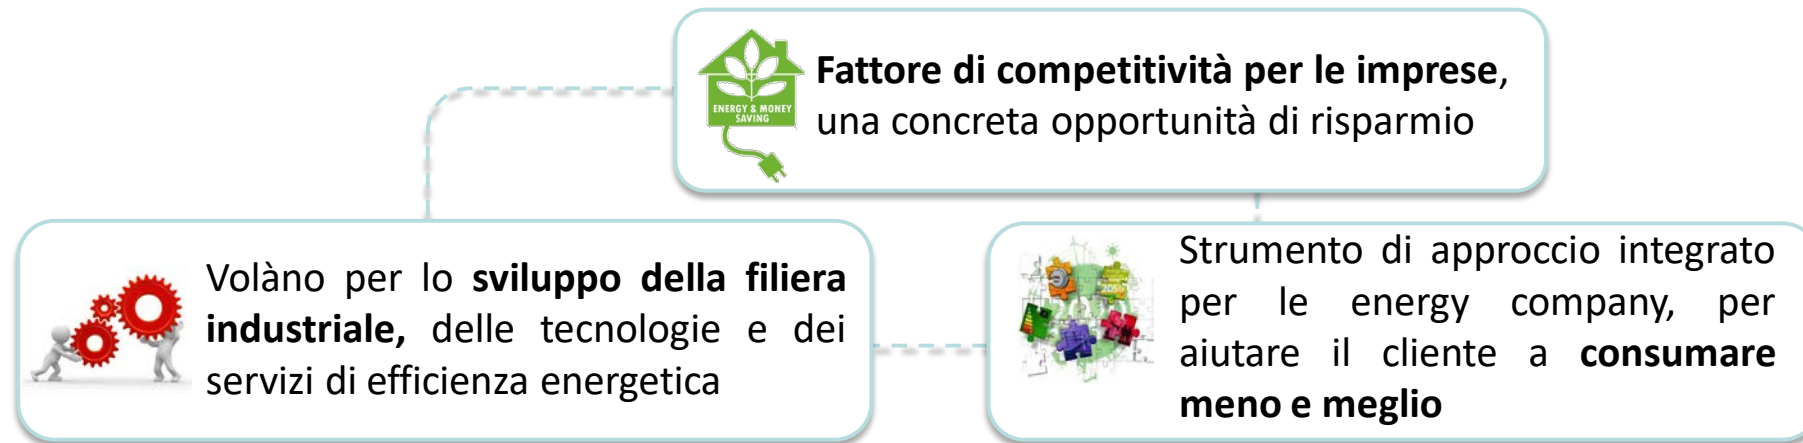 ENERGY & MONEY
SAVING
Fattore di competitività per le imprese,
una concreta opportunità di risparmio
Volàno per lo sviluppo della filiera
industriale, delle tecnologie e dei
servizi di efficienza energetica
2050
Strumento di approccio integrato
per le energy company, per
aiutare il cliente a consumare
meno e meglio